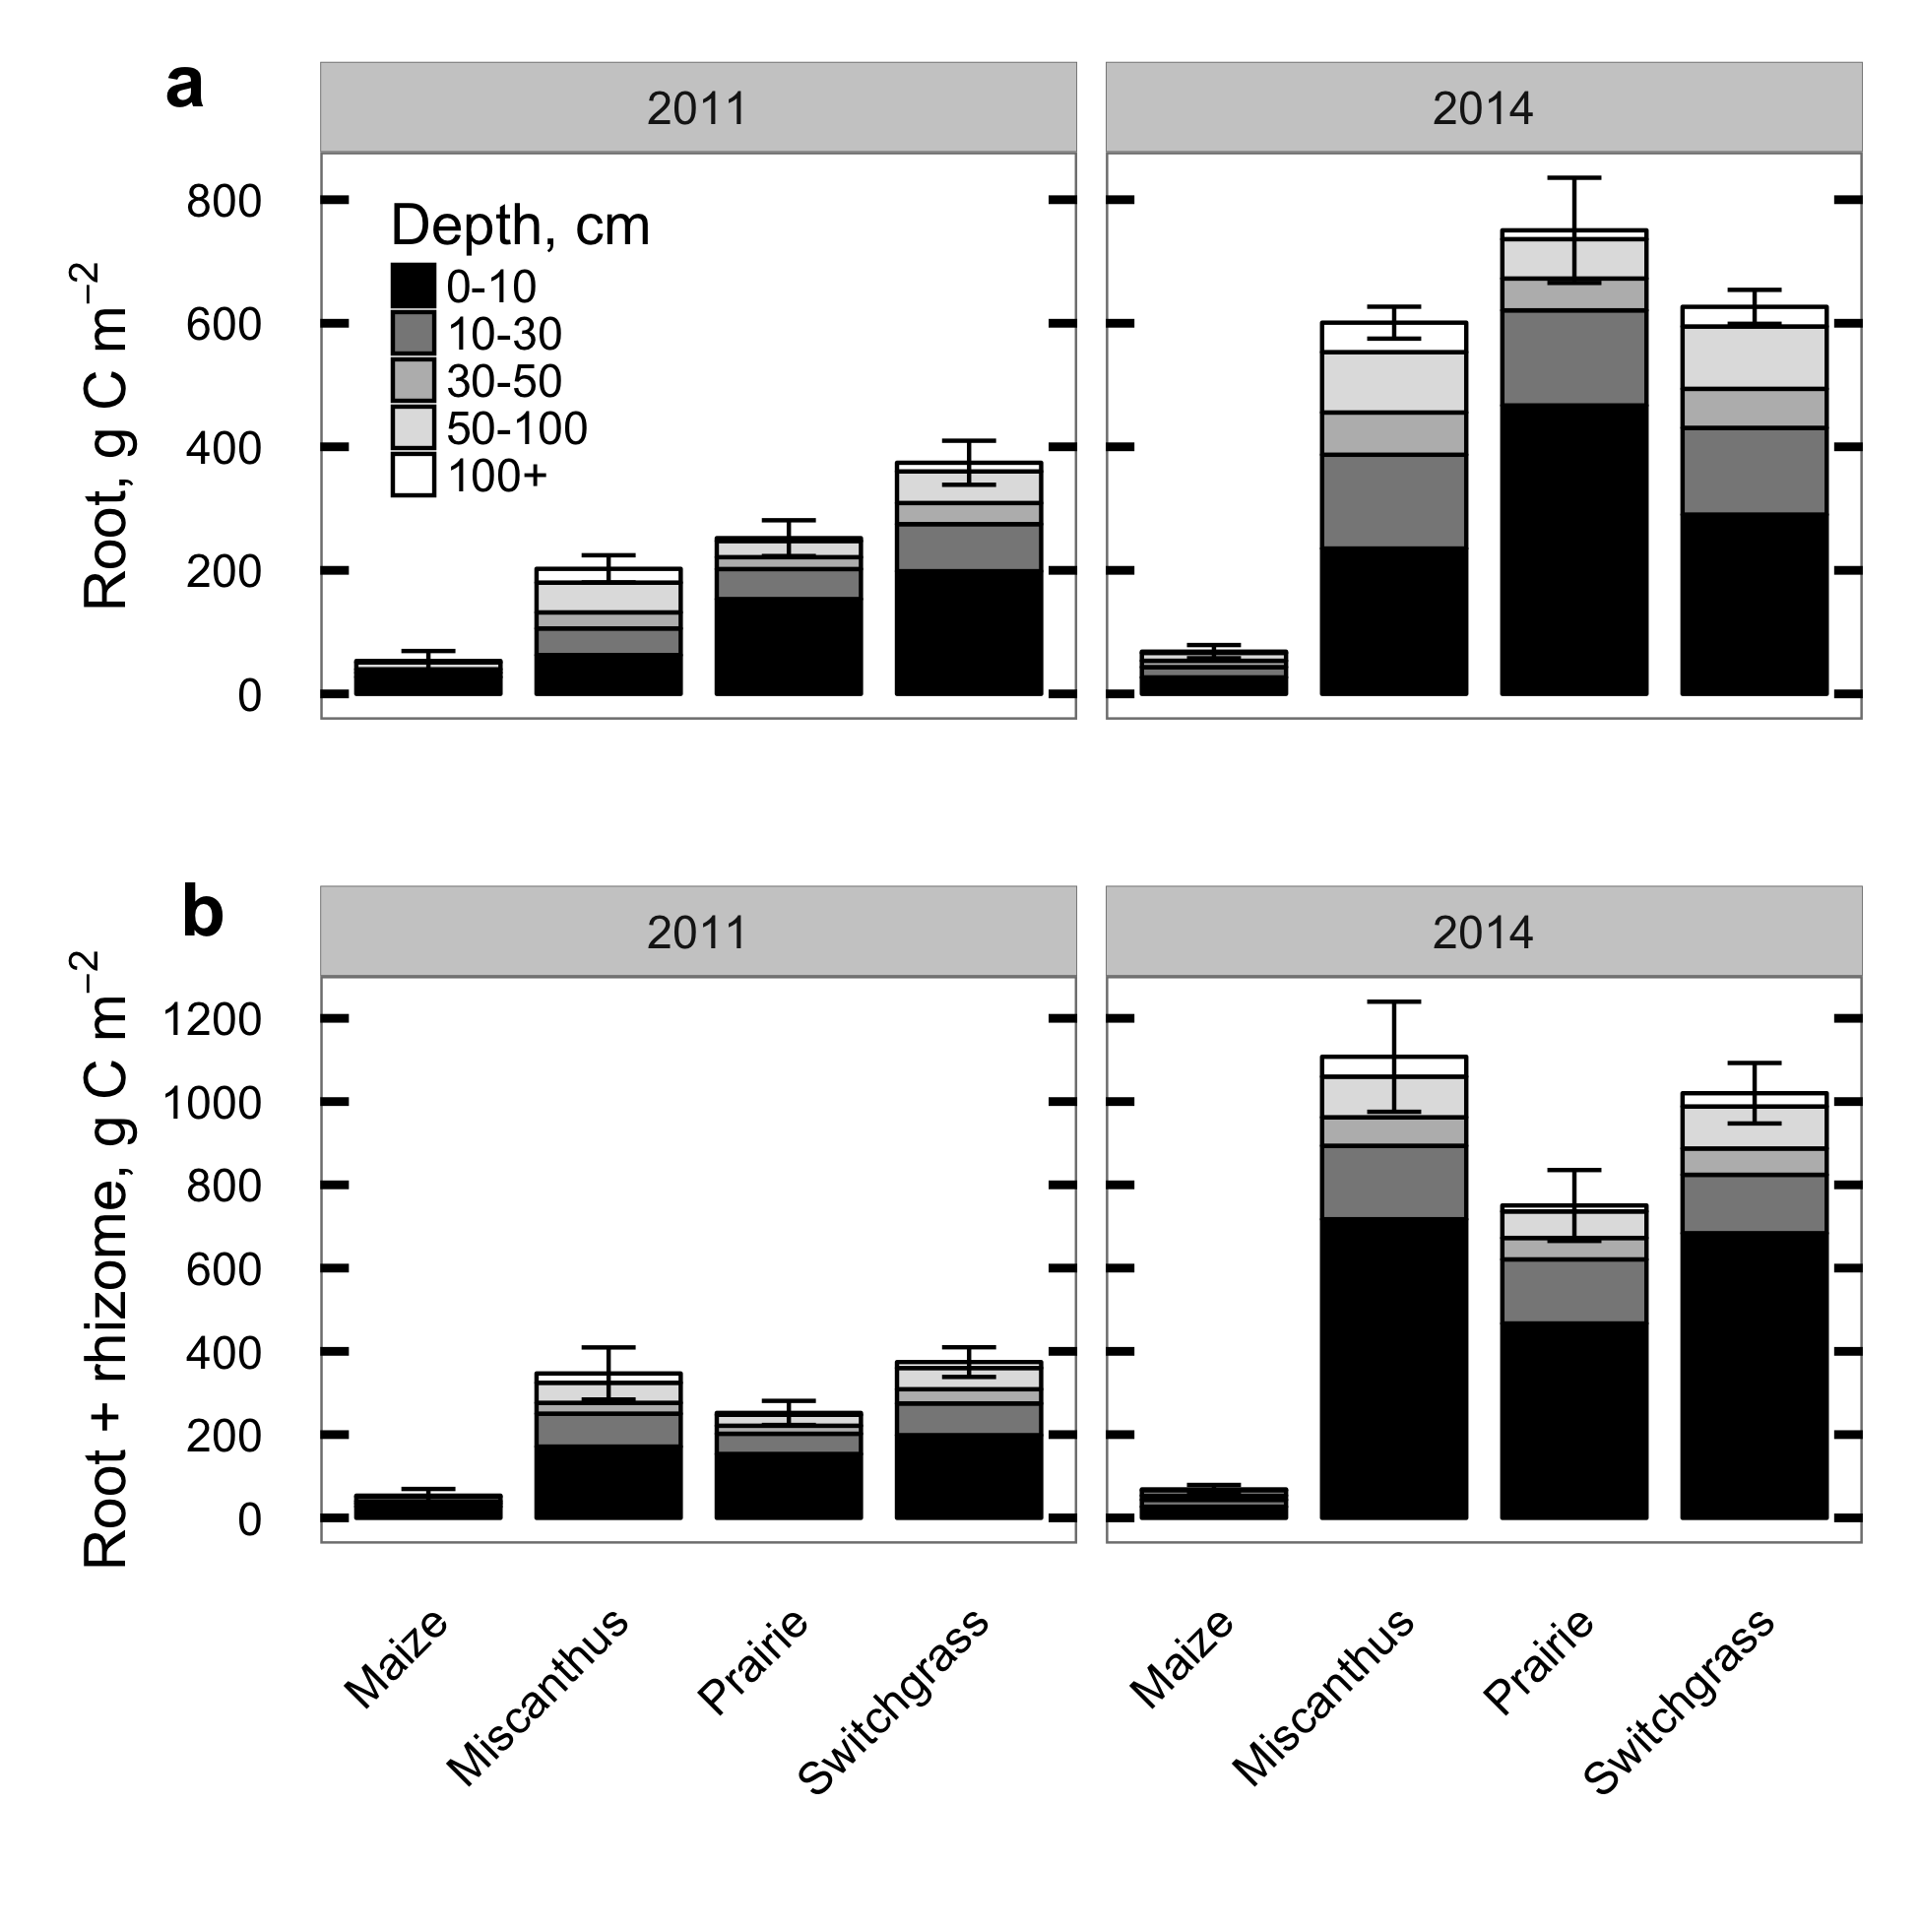 a
2011
2014
Root, g C m−2
800
600
400
200
0
Depth, cm
0-10
10-30
30-50
50-100
100+
b
2011
2014
Root + rhizome, g C m−2
1200
1000
800
600
400
200
0
Maize
Miscanthus
Prairie
Switchgrass
Maize
Miscanthus
Prairie
Switchgrass